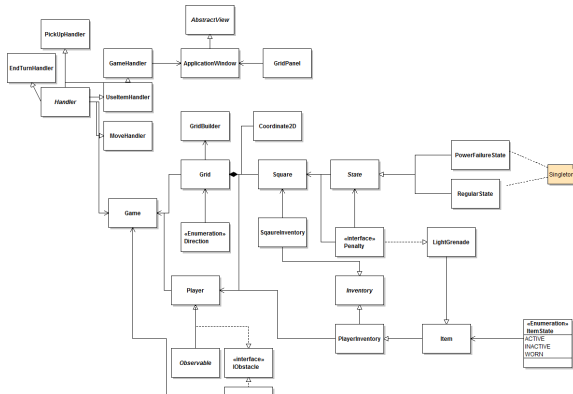 AbstractView
PickUpHandler
EndTurnHandler
GameHandler
ApplicationWindow
GridPanel
Handler
UseItemHandler
MoveHandler
GridBuilder
Coordinate2D
PowerFailureState
Grid
Square
State
Singleton
RegularState
Game
«Enumeration»
Direction
SqaureInventory
«interface»
Penalty
LightGrenade
Player
Inventory
Observable
«interface»
IObstacle
PlayerInventory
Item
«Enumeration»
ItemState
ACTIVE
INACTIVE
WORN